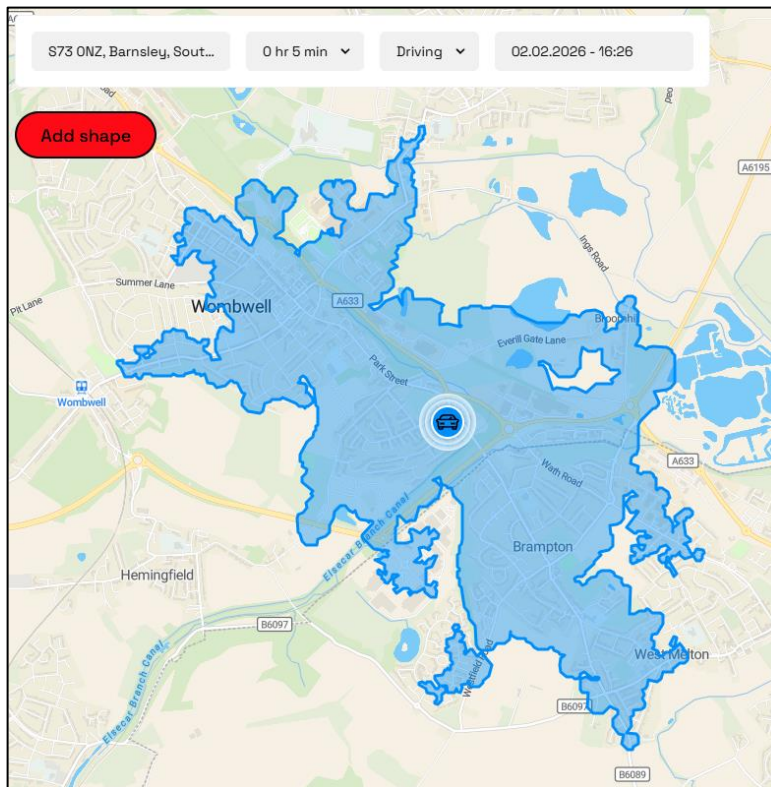 S73 0NZ, Barnsley, Sout...
0 hr 5 min
Driving
02.02.2026 - 16:26
Add shape
A6195
Ings Road
Summer Lane
Pit Lane
Wombwell
A633
Broomhill
Everill Gate Lane
Park Street
Wombwell
A633
Wath Road
Elsecar Branch Canal
Brampton
Hemingfield
B6097
West Melton
Elsecar Branch Canal
B6097
B6089